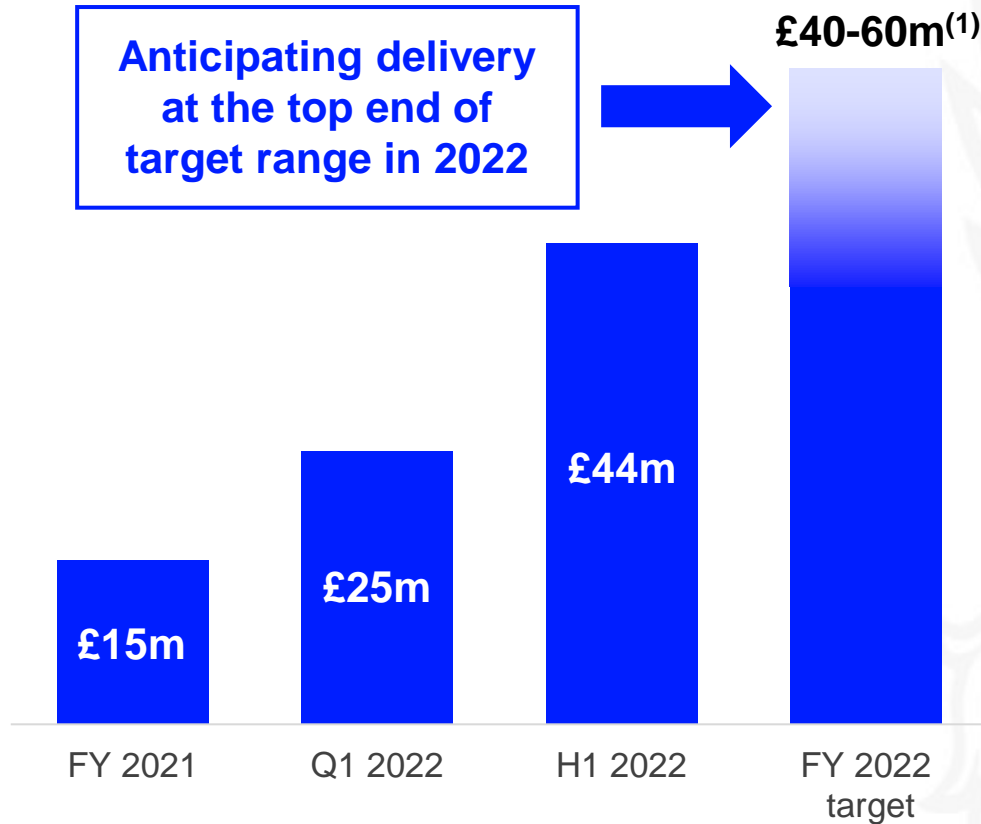 Anticipating delivery
at the top end of
target range in 2022
£40-60m(1)
£15m
£25m
£44m
FY 2021
Q1 2022
H1 2022
FY 2022
target